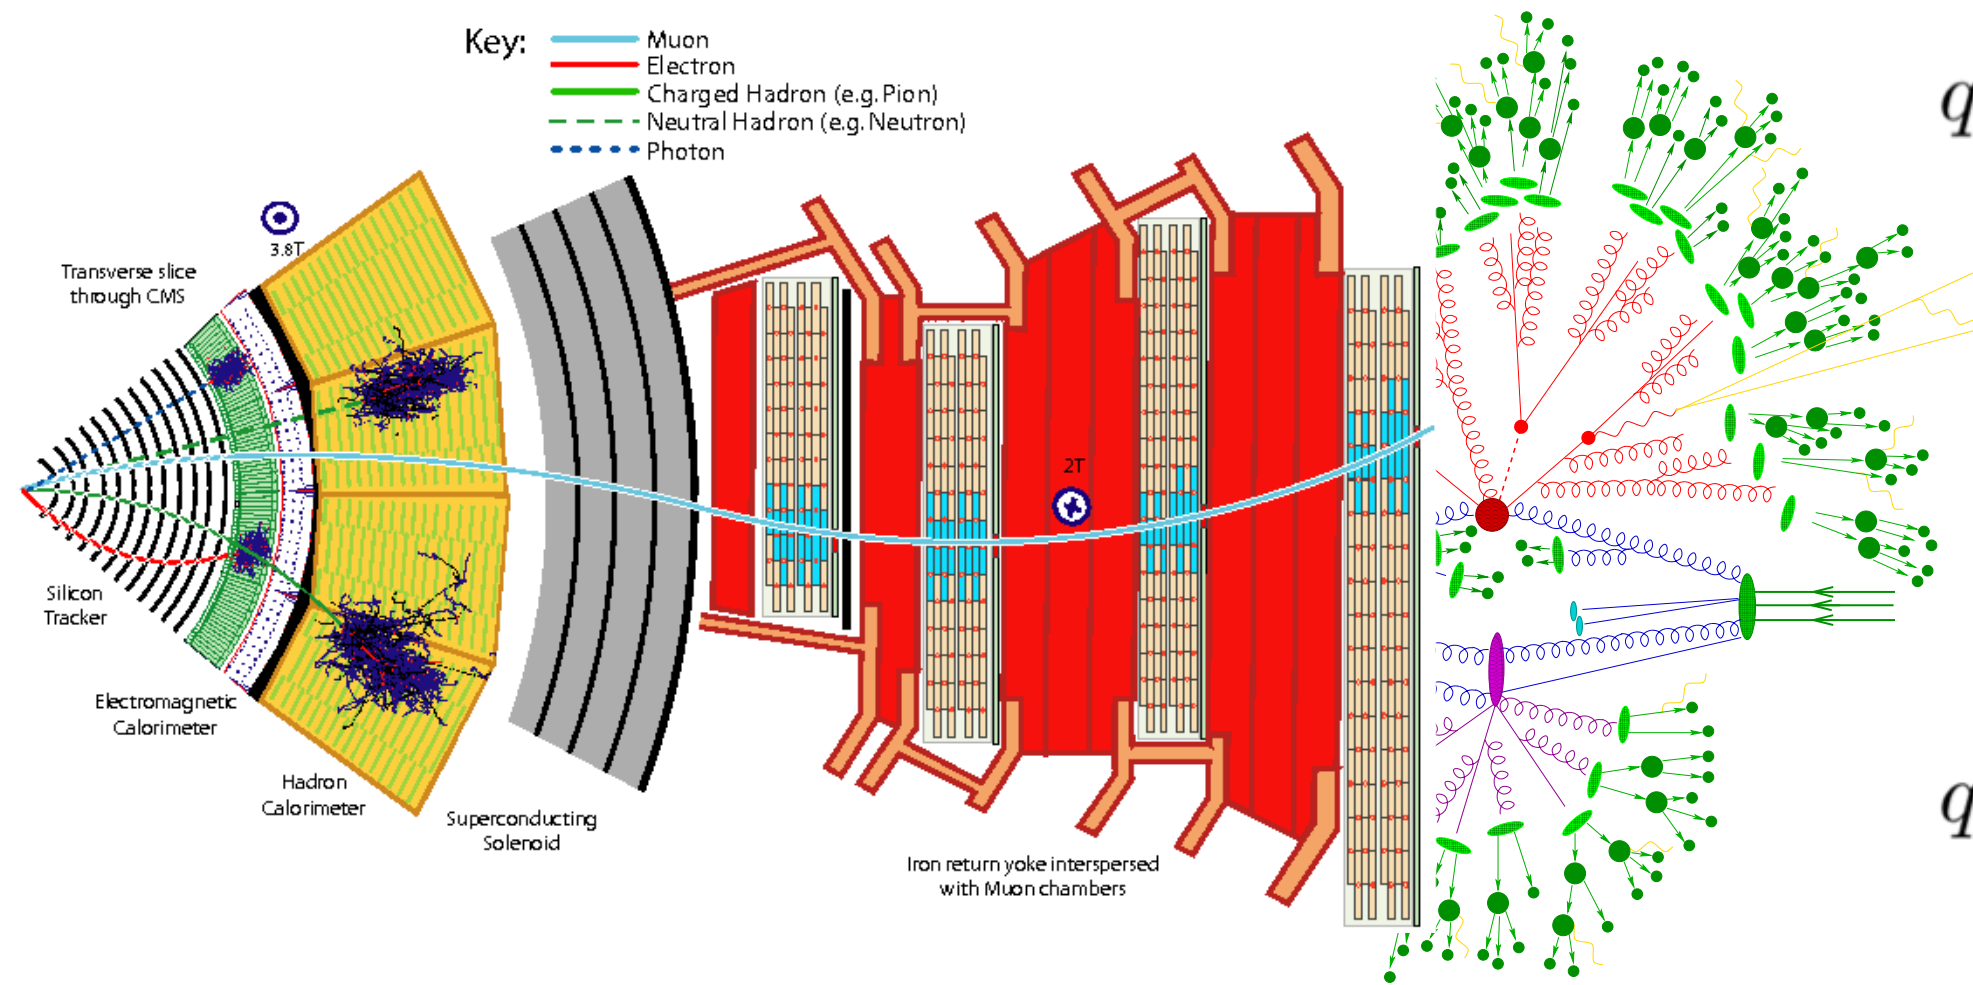 Key:
Muon
Electron
Charged Hadron (e.g. Pion)
Neutral Hadron (e.g. Neutron)
Photon
q
3.8T
Transverse slice
through CMS
2T
Silicon
Tracker
Electromagnetic
Calorimeter
Hadron
Calorimeter
Superconducting
Solenoid
q
Iron return yoke interspersed
with Muon chambers